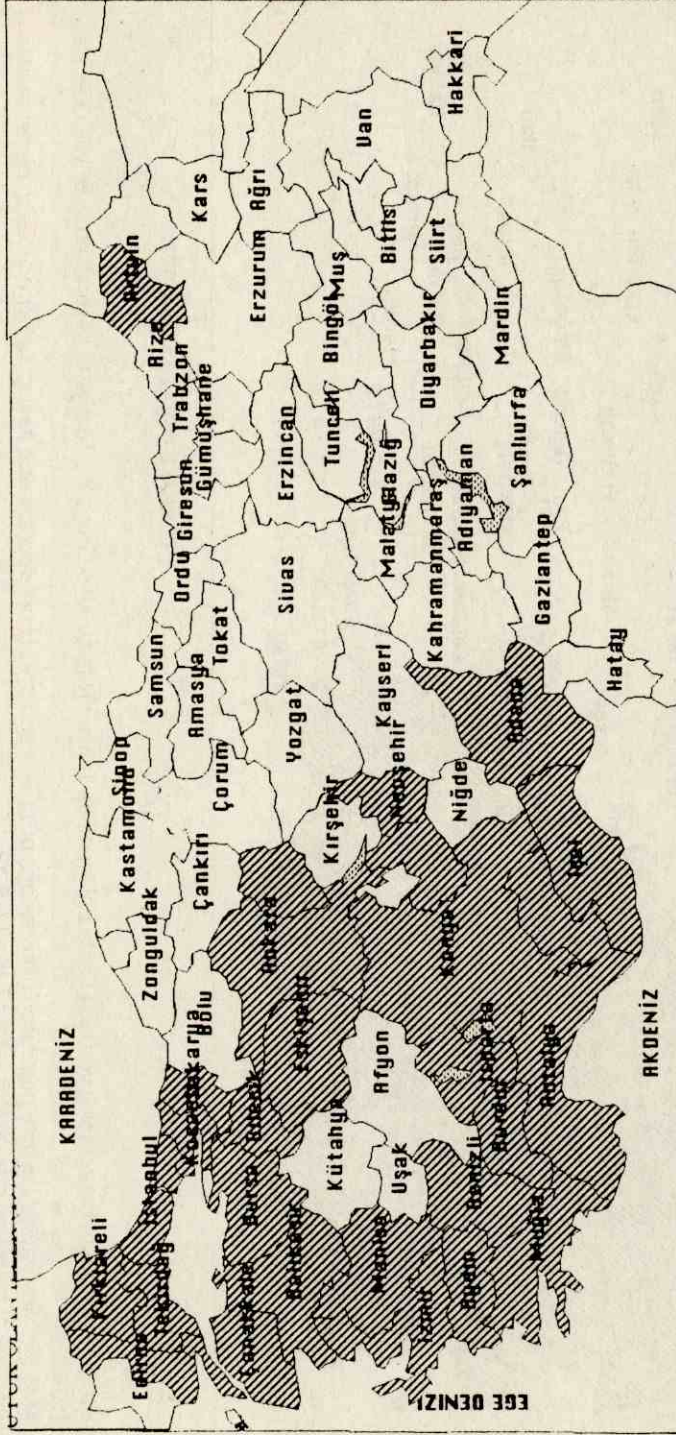 KARADENİZ
Kırklareli
Edirne
Tekirdağ
İstanbul
Kocaeli
Sakarya
Bolu
Zonguldak
Kastamonu
Sinop
Çankırı
Samsun
Amasya
Çorum
Tokat
Ordu
Giresun
Gümüşhane
Trabzon
Rize
Artvin
Kars
Ağrı
Erzurum
Erzincan
Sivas
Yozgat
Ankara
Kırşehir
Eskişehir
Bilecik
Bursa
Çanakkale
Balıkesir
Kütahya
Manisa
Uşak
Afyon
İzmir
Aydın
Denizli
Muğla
Burdur
Isparta
Antalya
Konya
Nevşehir
Niğde
Kayseri
İçel
Adana
Hatay
Kahramanmaraş
Gaziantep
Adıyaman
Malatya
Elazığ
Tunceli
Bingöl
Muş
Bitlis
Van
Hakkari
Siirt
Diyarbakır
Mardin
Şanlıurfa
AKDENİZ
EGE DENİZİ